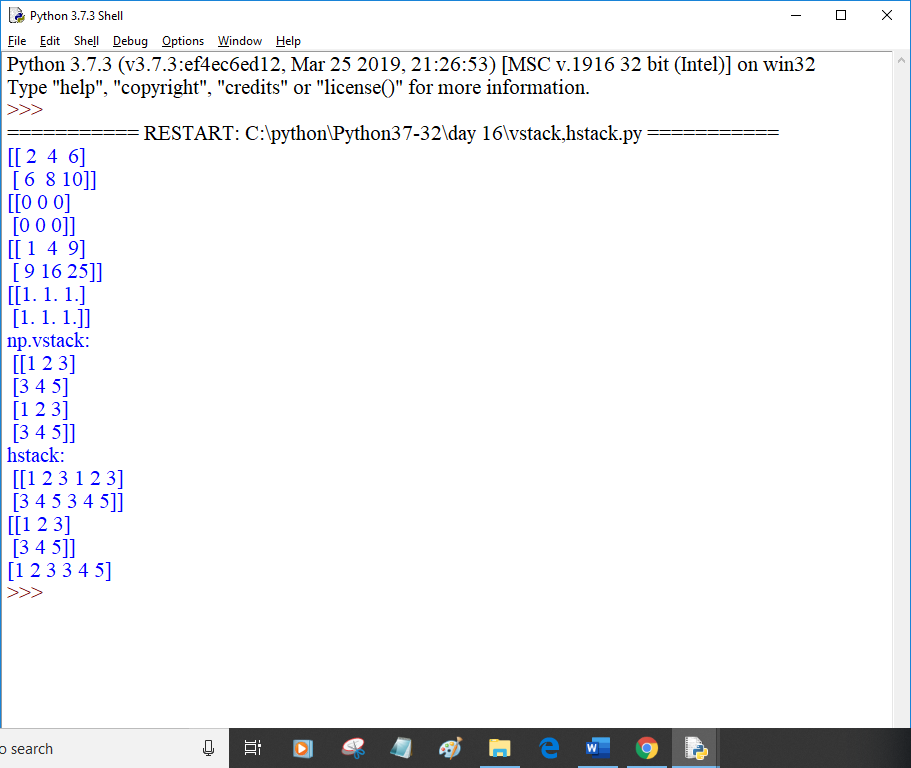 Python 3.7.3 Shell
File Edit Shell Debug Options Window Help
Python 3.7.3 (v3.7.3:ef4ec6ed12, Mar 25 2019, 21:26:53) [MSC v.1916 32 bit (Intel)] on win32
Type "help", "copyright", "credits" or "license()" for more information.
>>>
=========== RESTART: C:\python\Python37-32\day 16\vstack,hstack.py ===========
[[ 2  4  6]
 [ 6  8 10]]
[[0 0 0]
 [0 0 0]]
[[ 1  4  9]
 [ 9 16 25]]
[[1. 1. 1.]
 [1. 1. 1.]]
np.vstack:
 [[1 2 3]
 [3 4 5]
 [1 2 3]
 [3 4 5]]
hstack:
 [[1 2 3 1 2 3]
 [3 4 5 3 4 5]]
[[1 2 3]
 [3 4 5]]
[1 2 3 3 4 5]
>>>
o search